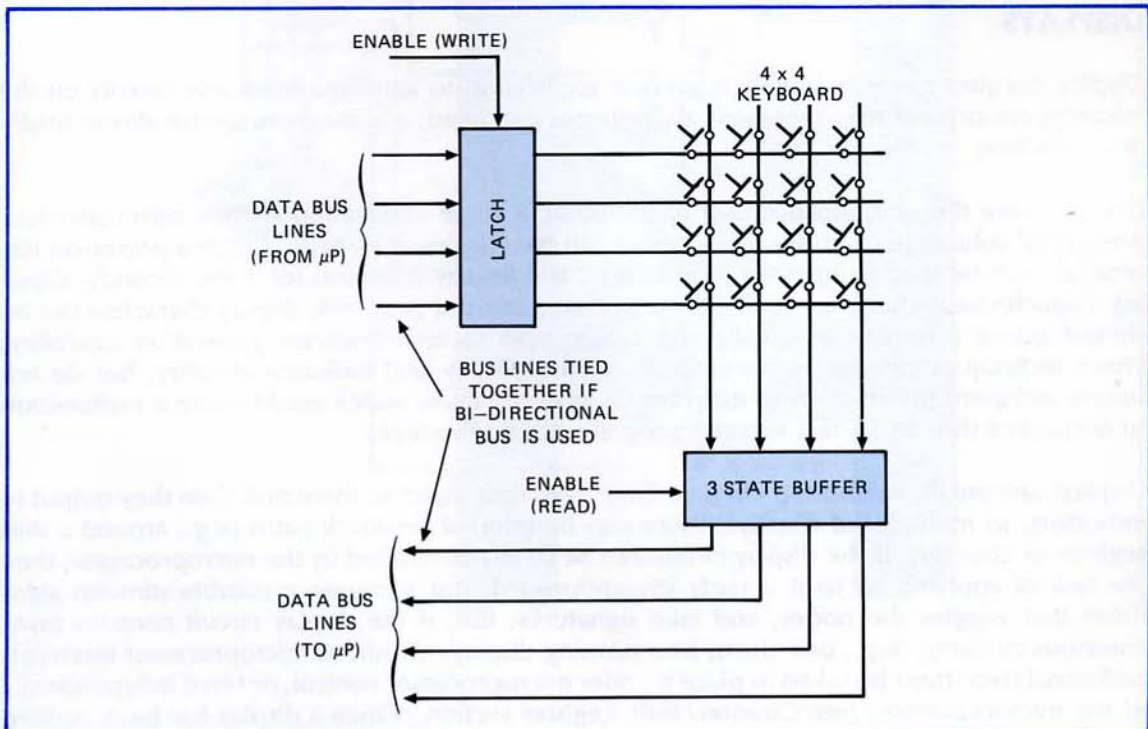 ENABLE (WRITE)
4 x 4
KEYBOARD
LATCH
DATA BUS
LINES
(FROM µP)
BUS LINES TIED
TOGETHER IF
BI–DIRECTIONAL
BUS IS USED
3 STATE BUFFER
ENABLE
(READ)
DATA BUS
LINES
(TO µP)